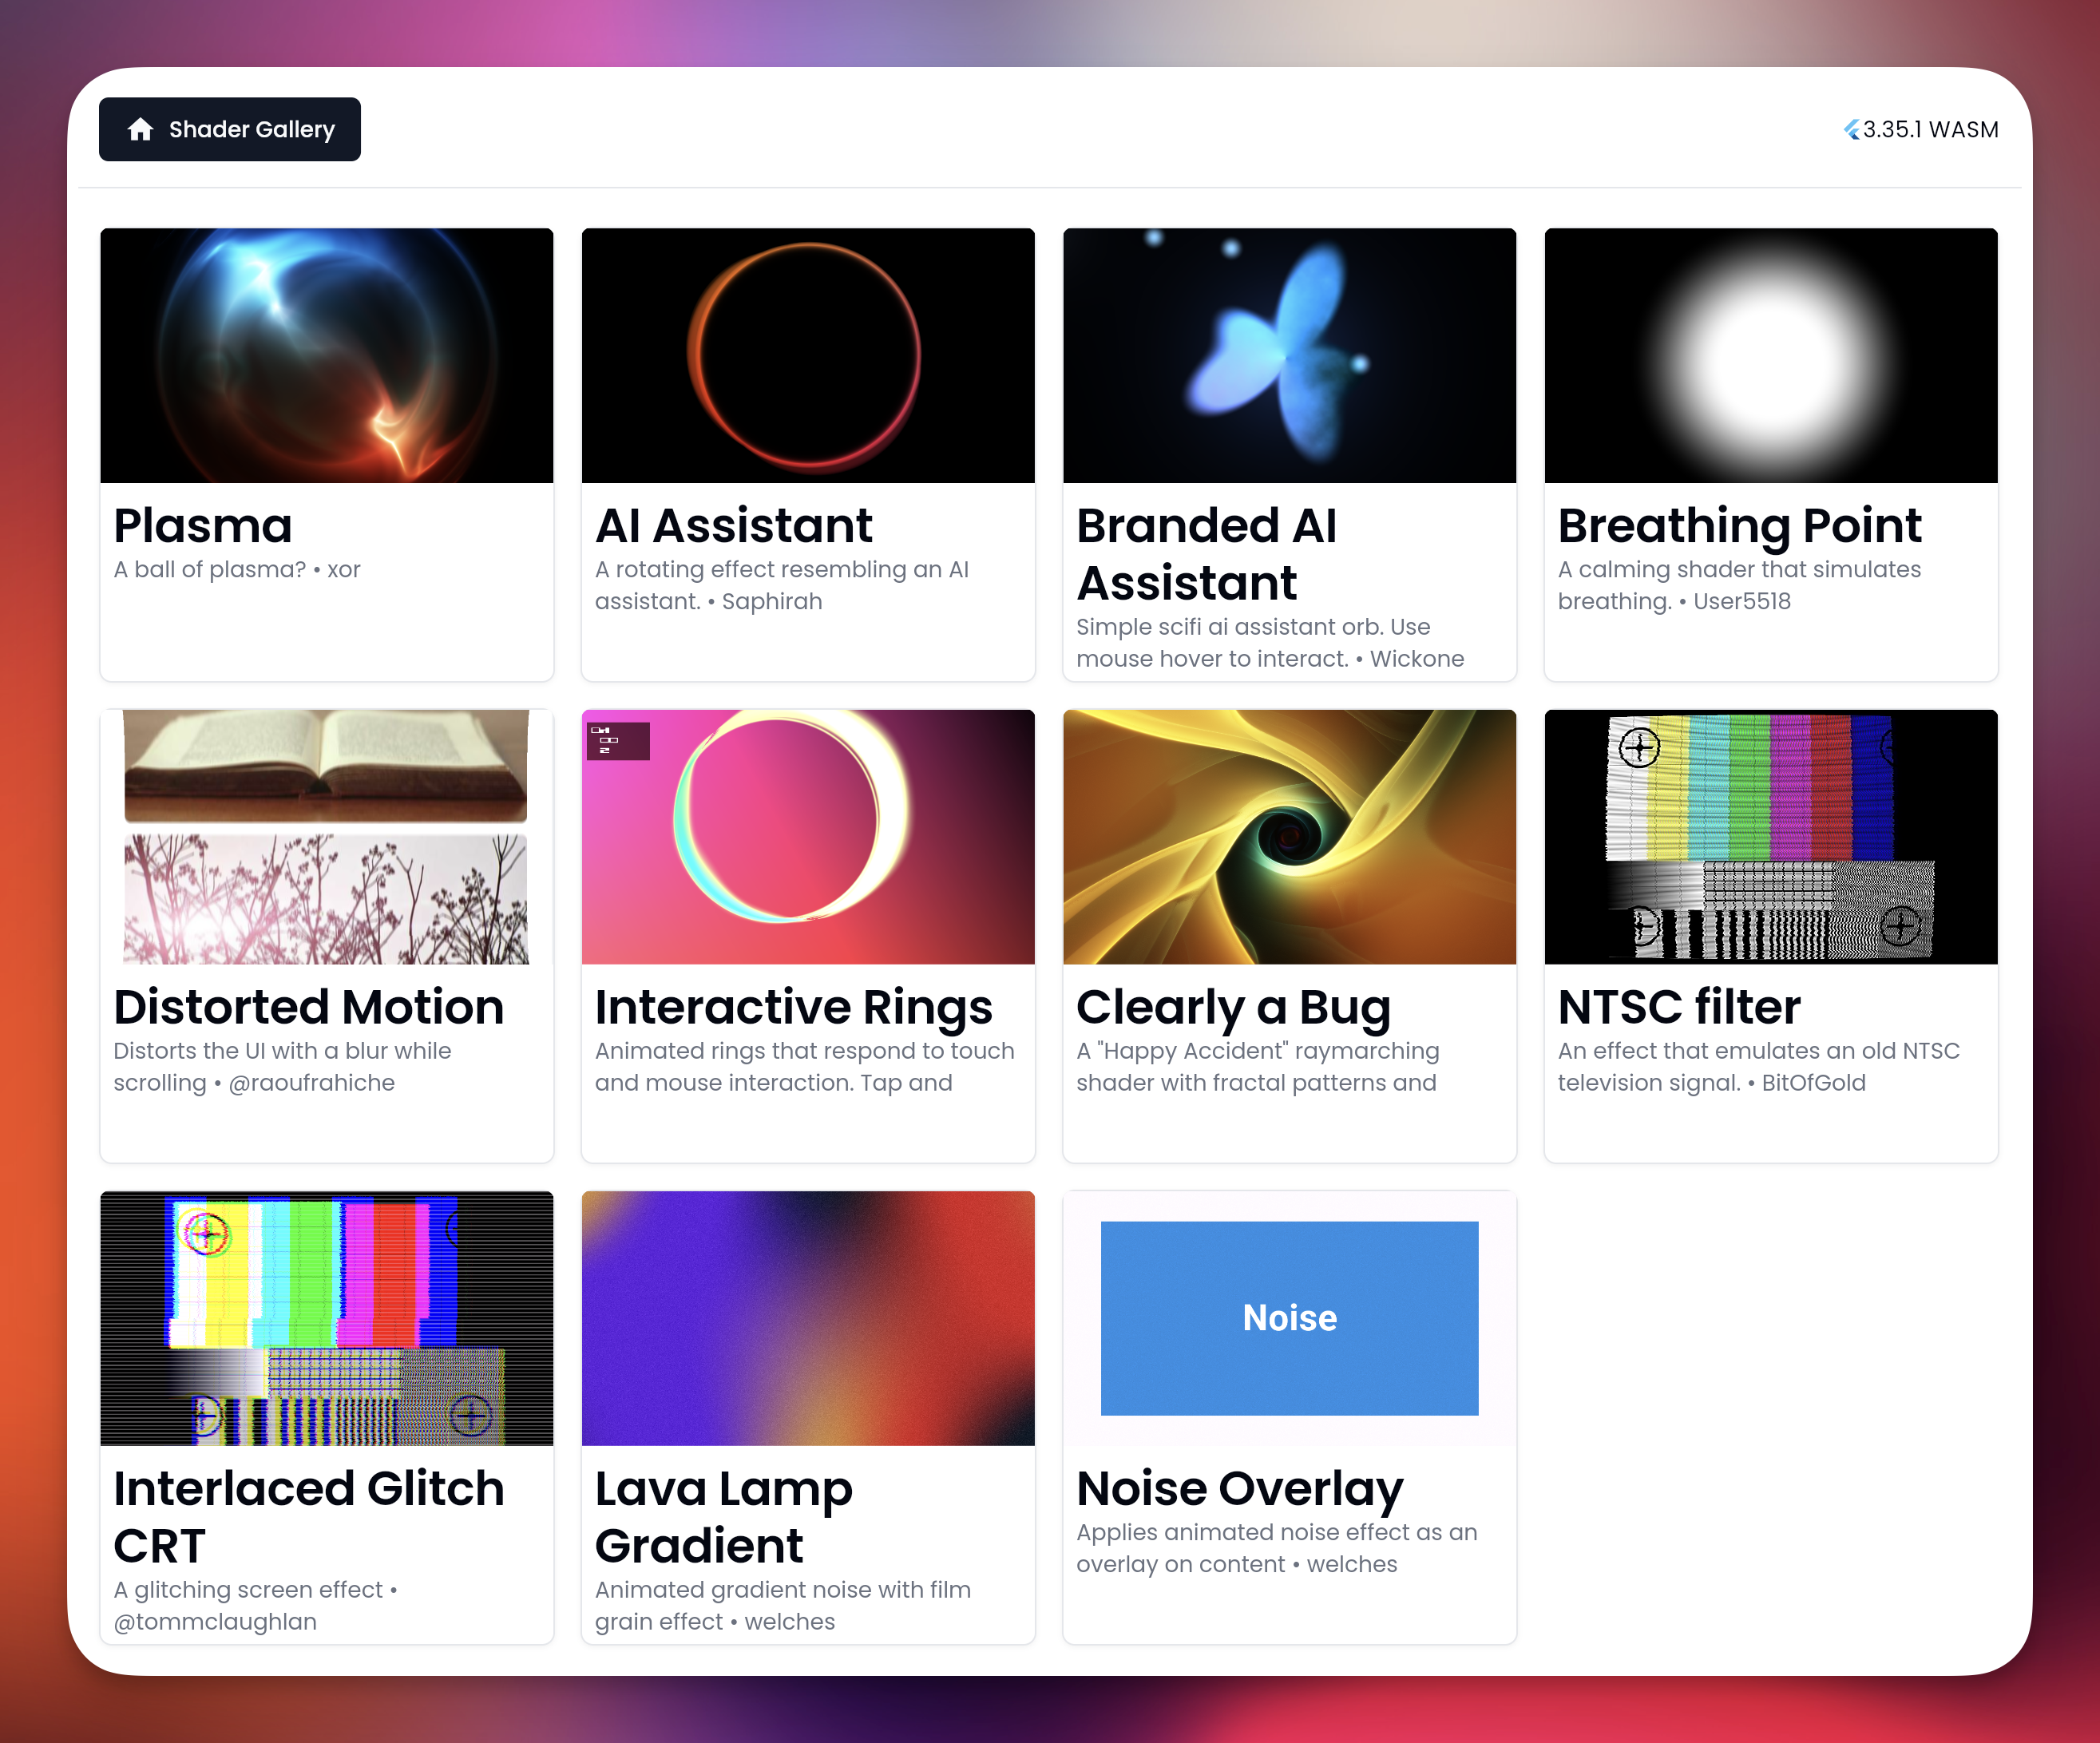 Shader Gallery
3.35.1 WASM
Plasma
A ball of plasma? • xor
AI Assistant
A rotating effect resembling an AI
assistant. • Saphirah
Branded AI
Assistant
Simple scifi ai assistant orb. Use
mouse hover to interact. • Wickone
Breathing Point
A calming shader that simulates
breathing. • User5518
Distorted Motion
Distorts the UI with a blur while
scrolling • @raoufrahiche
Interactive Rings
Animated rings that respond to touch
and mouse interaction. Tap and
Clearly a Bug
A "Happy Accident" raymarching
shader with fractal patterns and
NTSC filter
An effect that emulates an old NTSC
television signal. • BitOfGold
Interlaced Glitch
CRT
A glitching screen effect •
@tommclaughlan
Lava Lamp
Gradient
Animated gradient noise with film
grain effect • welches
Noise
Noise Overlay
Applies animated noise effect as an
overlay on content • welches